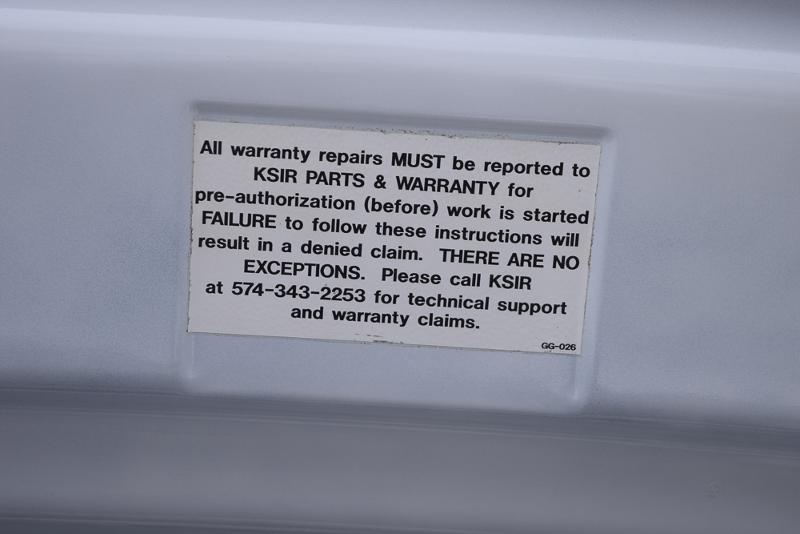 All warranty repairs MUST be reported to
KSIR PARTS & WARRANTY for
pre-authorization (before) work is started
FAILURE to follow these instructions will
result in a denied claim. THERE ARE NO
EXCEPTIONS. Please call KSIR
at 574-343-2253 for technical support
and warranty claims.
GG-026